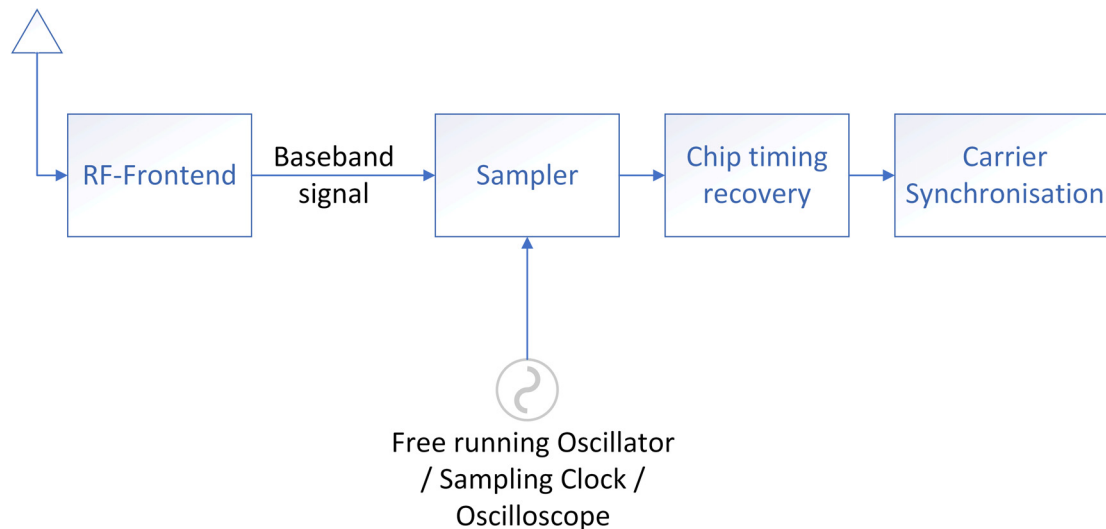 RF-Frontend
Baseband
signal
Sampler
Chip timing
recovery
Carrier
Synchronisation
Free running Oscillator
/ Sampling Clock /
Oscilloscope